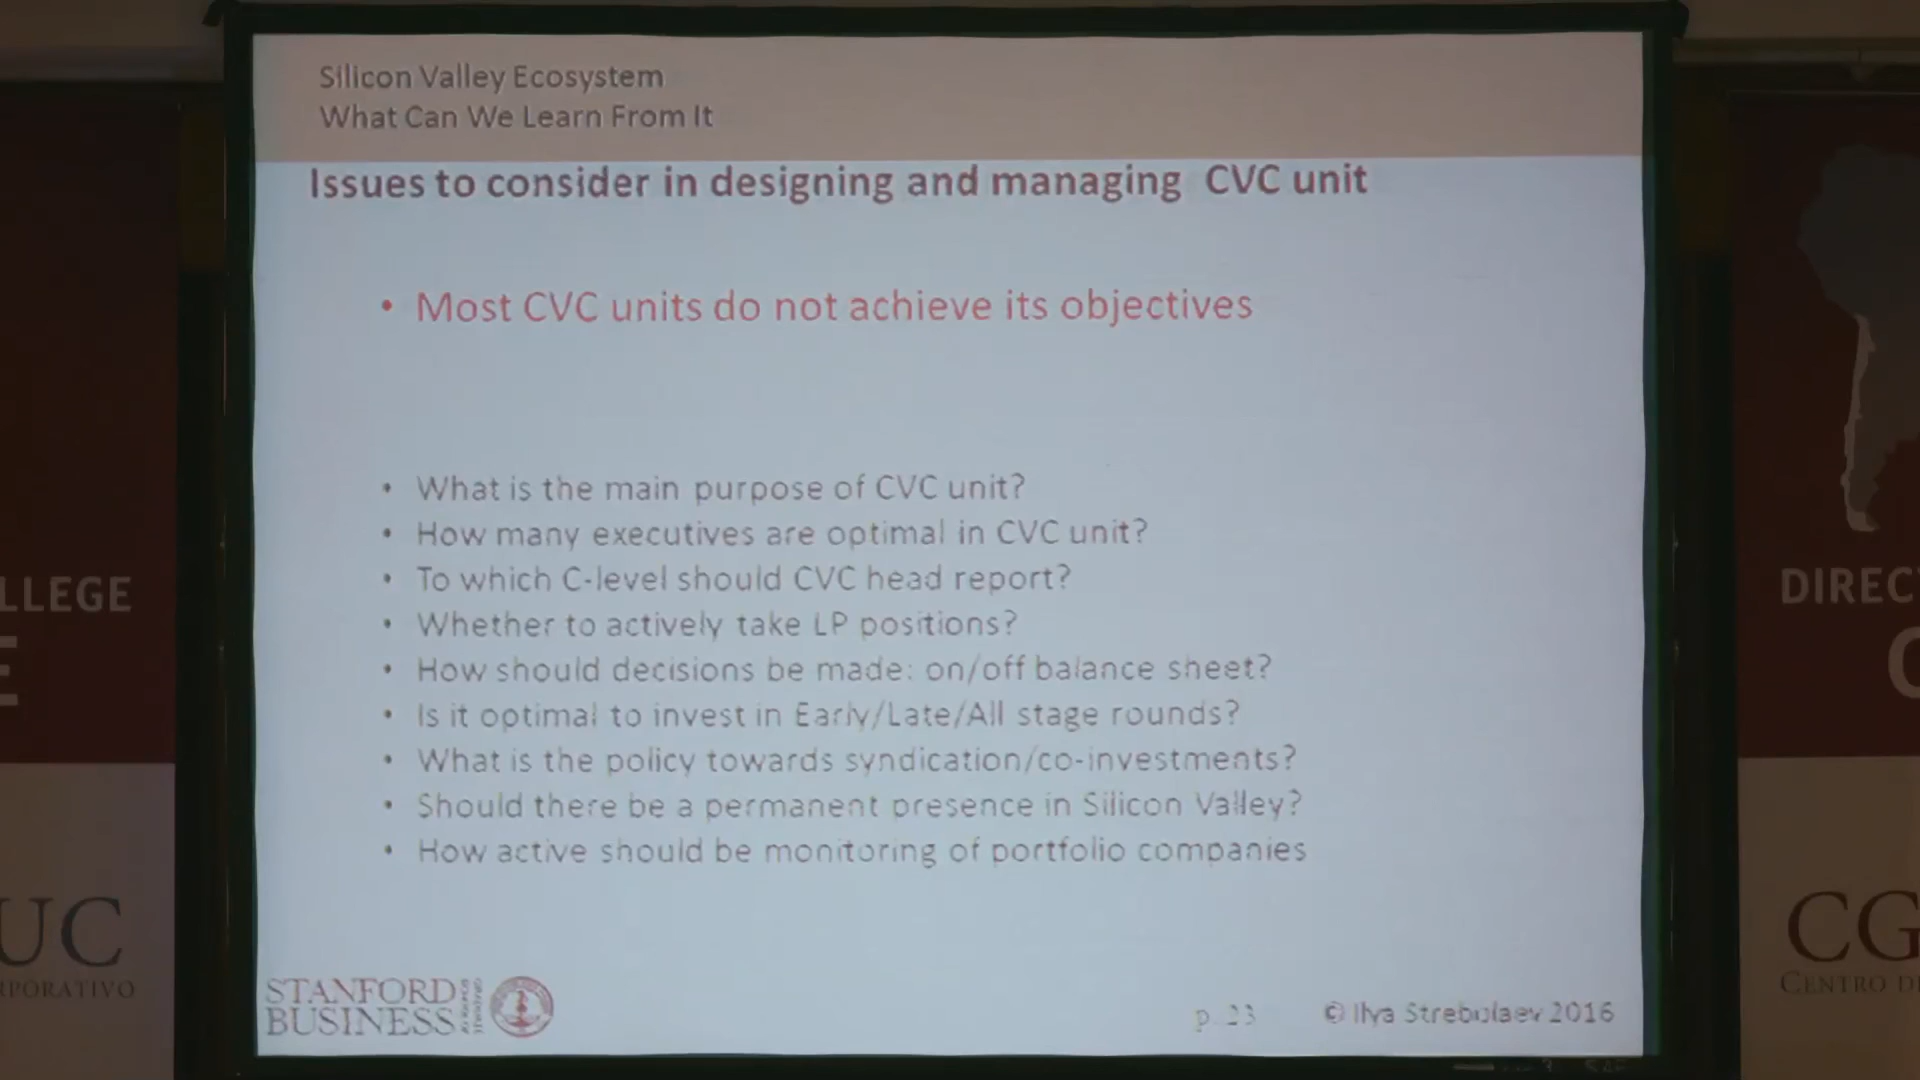 Silicon Valley Ecosystem
What Can We Learn From It
Issues to consider in designing and managing CVC unit
• Most CVC units do not achieve its objectives
• What is the main purpose of CVC unit?
• How many executives are optimal in CVC unit?
• To which C-level should CVC head report?
• Whether to actively take LP positions?
• How should decisions be made: on/off balance sheet?
• Is it optimal to invest in Early/Late/All stage rounds?
• What is the policy towards syndication/co-investments?
• Should there be a permanent presence in Silicon Valley?
• How active should be monitoring of portfolio companies
STANFORD
BUSINESS
p. 23
© Ilya Strebulaev 2016
LLEGE
E
UC
RPORATIVO
DIREC
C
CG
CENTRO DE